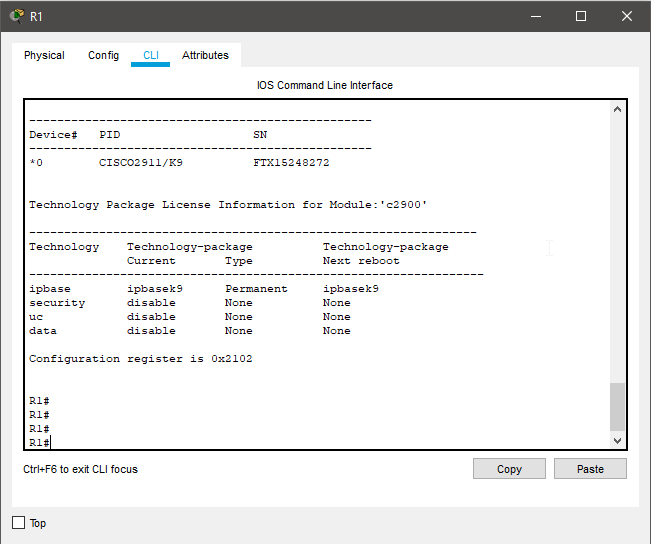 R1
Physical Config CLI Attributes
IOS Command Line Interface
---------------------------------------------
Device# PID SN
---------------------------------------------
*0 CISCO2911/K9 FTX15248272
Technology Package License Information for Module:'c2900'
----------------------------------------------------------------
Technology Technology-package Technology-package
Current Type Next reboot
-----------------------------------------------------------------
ipbase ipbasek9 Permanent ipbasek9
security disable None None
uc disable None None
data disable None None
Configuration register is 0x2102
R1#
R1#
R1#
R1#
Ctrl+F6 to exit CLI focus
Copy Paste
Top